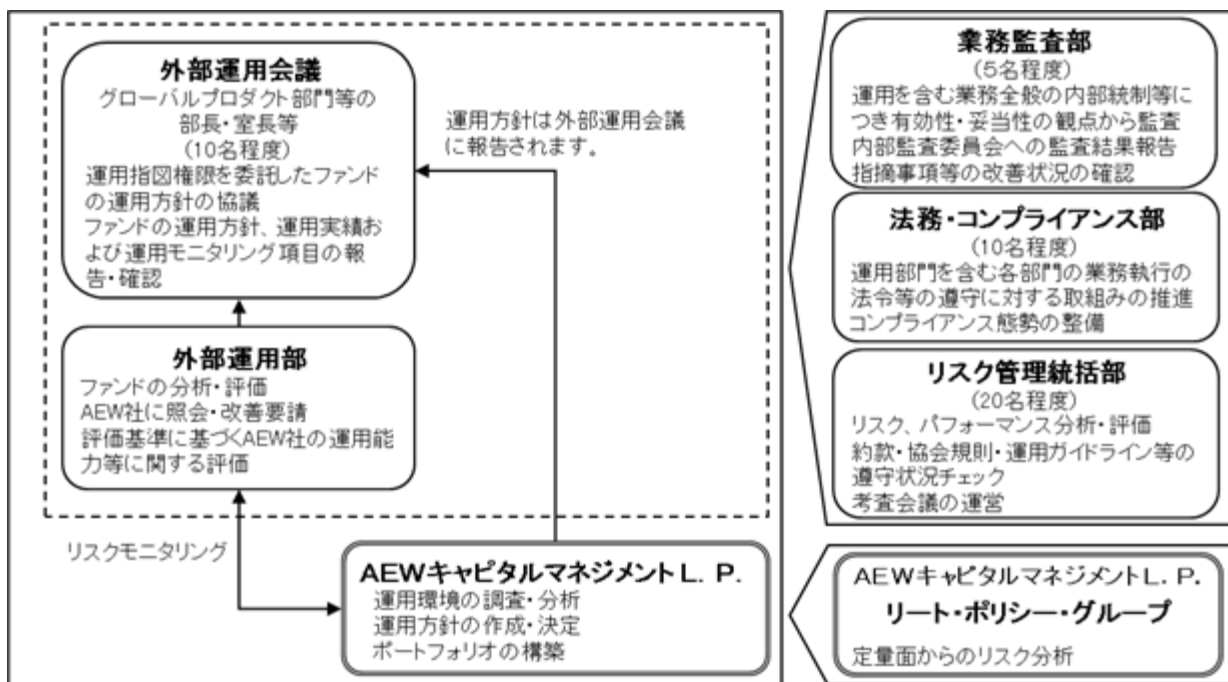 外部運用会議
グローバルプロダクト部門等の
部長・室長等
(10名程度)
運用指図権限を委託したファンド
の運用方針の協議
ファンドの運用方針、運用実績お
よび運用モニタリング項目の報
告・確認
運用方針は外部運用会議
に報告されます。
外部運用部
ファンドの分析・評価
AEW社に照会・改善要請
評価基準に基づくAEW社の運用能
力等に関する評価
リスクモニタリング
AEWキャピタルマネジメントL. P.
運用環境の調査・分析
運用方針の作成・決定
ポートフォリオの構築
業務監査部
(5名程度)
運用を含む業務全般の内部統制等に
つき有効性・妥当性の観点から監査
内部監査委員会への監査結果報告
指摘事項等の改善状況の確認
法務・コンプライアンス部
(10名程度)
運用部門を含む各部門の業務執行の
法令等の遵守に対する取組みの推進
コンプライアンス態勢の整備
リスク管理統括部
(20名程度)
リスク、パフォーマンス分析・評価
約款・協会規則・運用ガイドライン等の
遵守状況チェック
考査会議の運営
AEWキャピタルマネジメントL. P.
リート・ポリシー・グループ
定量面からのリスク分析